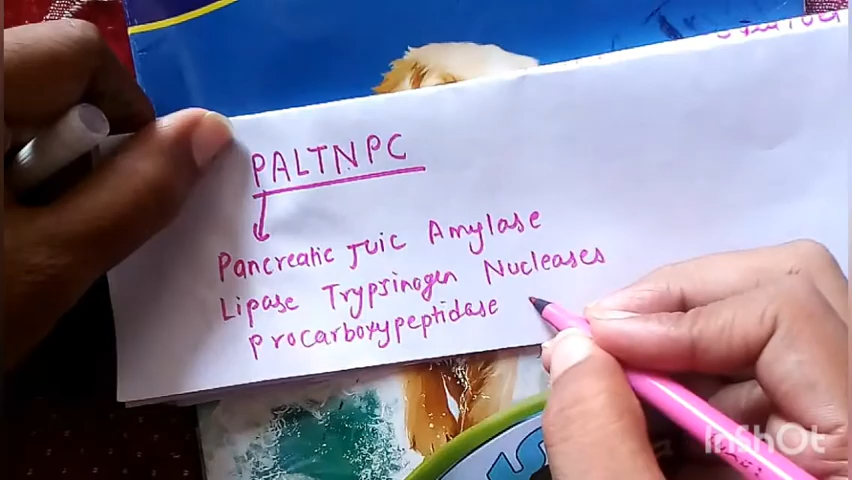 PALTNPC
Pancreatic Juic Amylase
Lipase Trypsinogen Nucleases
Procarboxypeptidase
InShOt